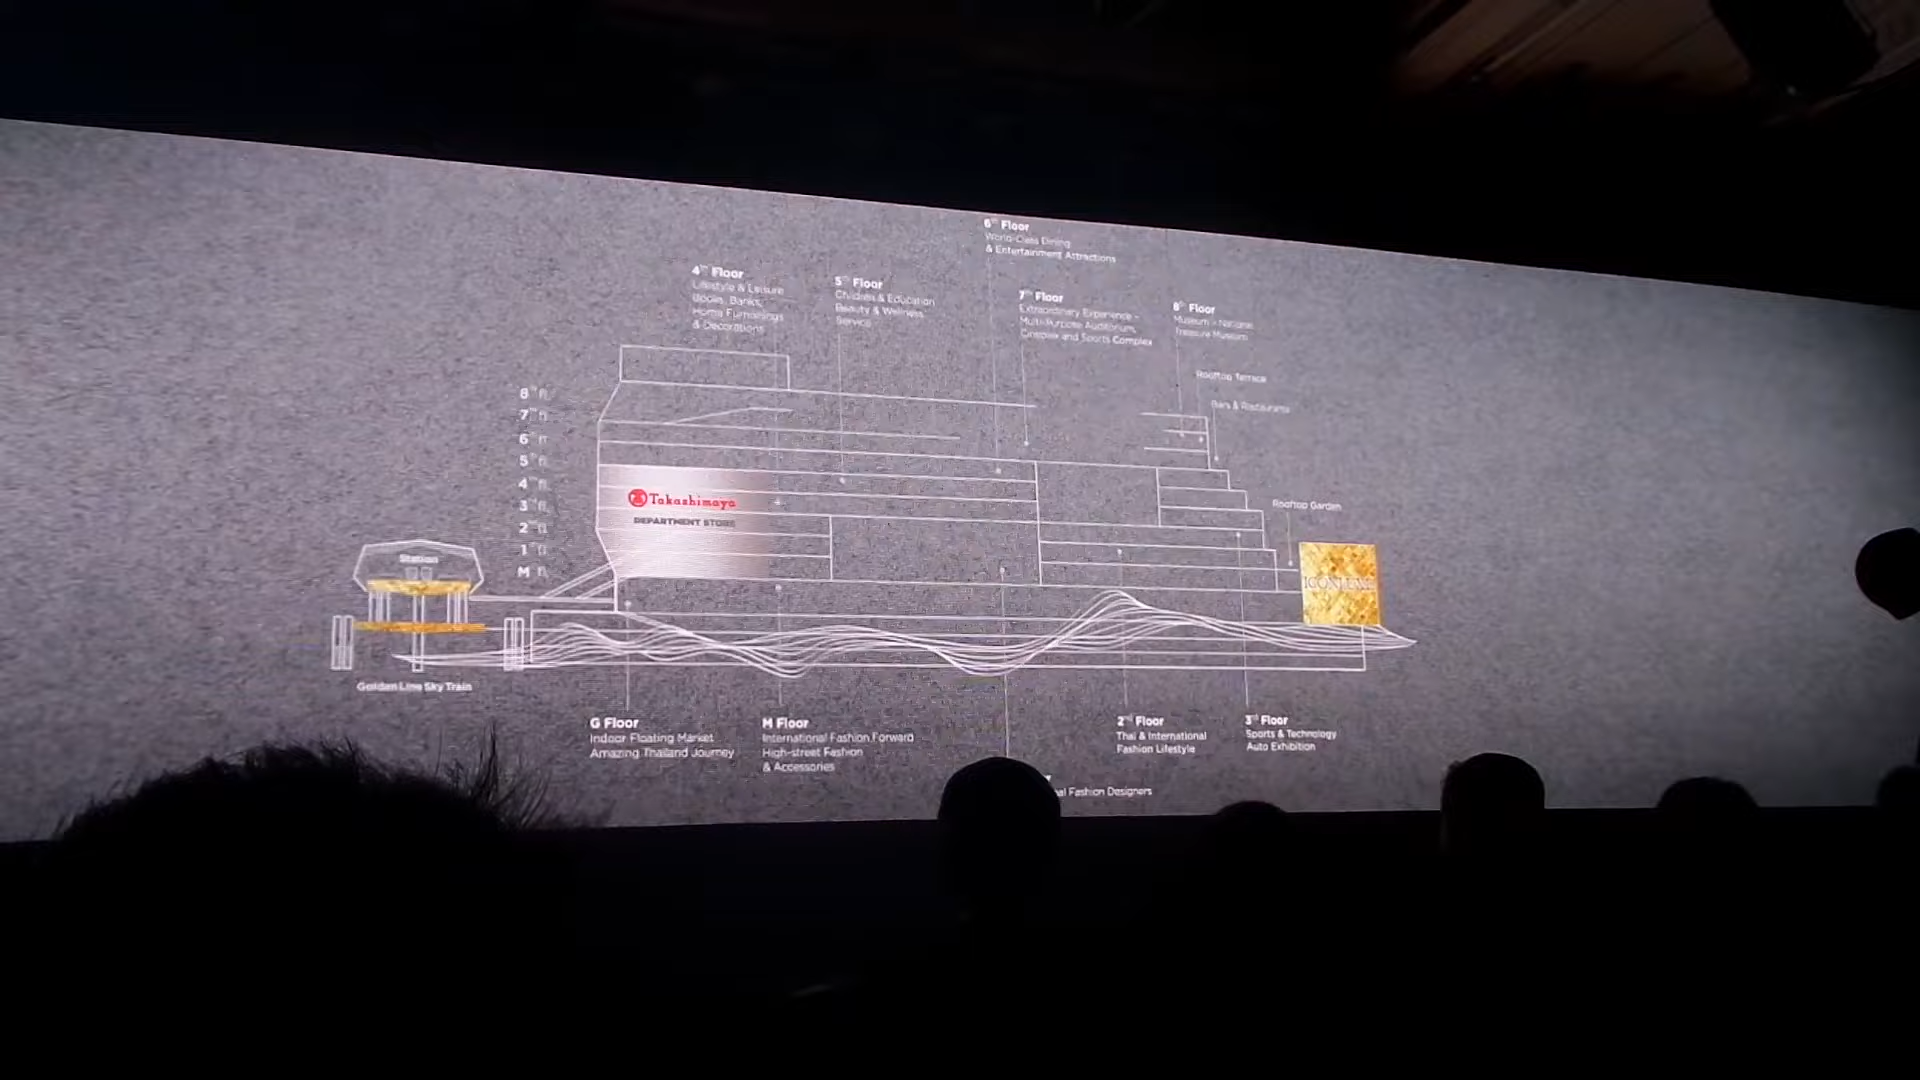 6th Floor
World-Class Dining
& Entertainment Attractions
4th Floor
Lifestyle & Leisure
Books, Banks,
Home Furnishings
& Decorations
5th Floor
Children & Education
Beauty & Wellness
Service
7th Floor
Extraordinary Experience -
Multi-Purpose Auditorium,
Cineplex and Sports Complex
8th Floor
Museum - National
Treasure Museum
Rooftop Terrace
Bars & Restaurants
8th fl.
7th fl.
6th fl.
5th fl.
4th fl.
3rd fl.
2nd fl.
1st fl.
M fl.
Takashimaya
DEPARTMENT STORE
Rooftop Garden
ICONLUXE
Station
Golden Line Sky Train
G Floor
Indoor Floating Market
Amazing Thailand Journey
M Floor
International Fashion Forward
High-street Fashion
& Accessories
2nd Floor
Thai & International
Fashion Lifestyle
3rd Floor
Sports & Technology
Auto Exhibition
Fashion Designers